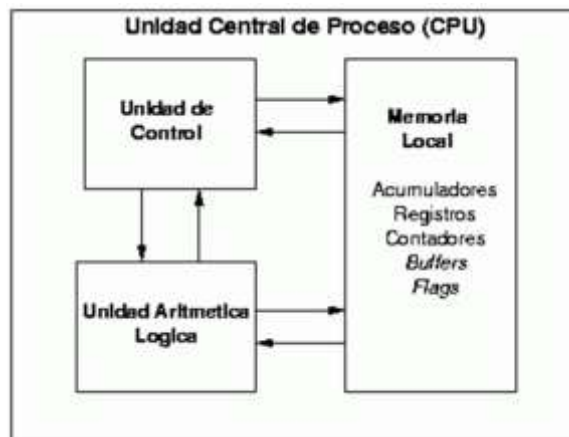 Unidad Central de Proceso (CPU)
Unidad de
Control
Memoria
Local
Acumuladores
Registros
Contadores
Buffers
Flags
Unidad Aritmetica
Logica